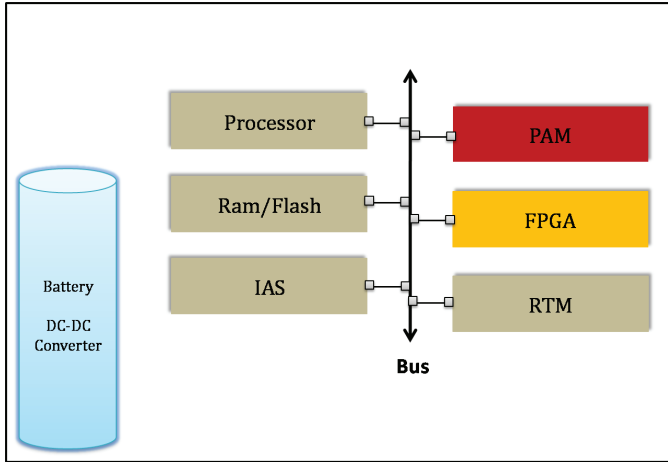 Processor
PAM
Ram/Flash
FPGA
IAS
RTM
Battery
DC-DC
Converter
Bus